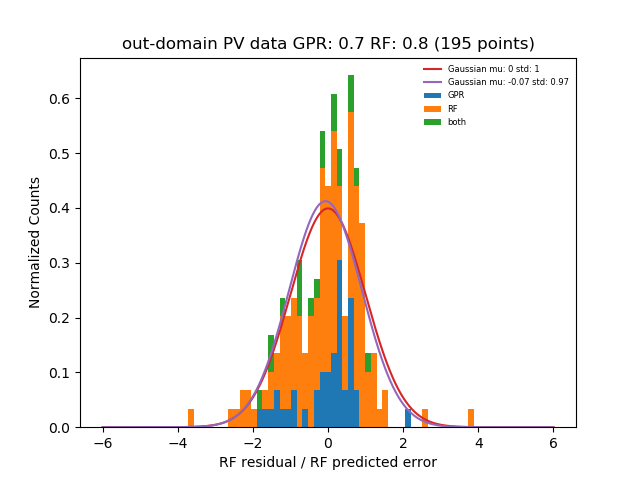 out-domain PV data GPR: 0.7 RF: 0.8 (195 points)
Gaussian mu: 0 std: 1
Gaussian mu: -0.07 std: 0.97
GPR
RF
both
Normalized Counts
0.6
0.5
0.4
0.3
0.2
0.1
0.0
−6 −4 −2 0 2 4 6
RF residual / RF predicted error